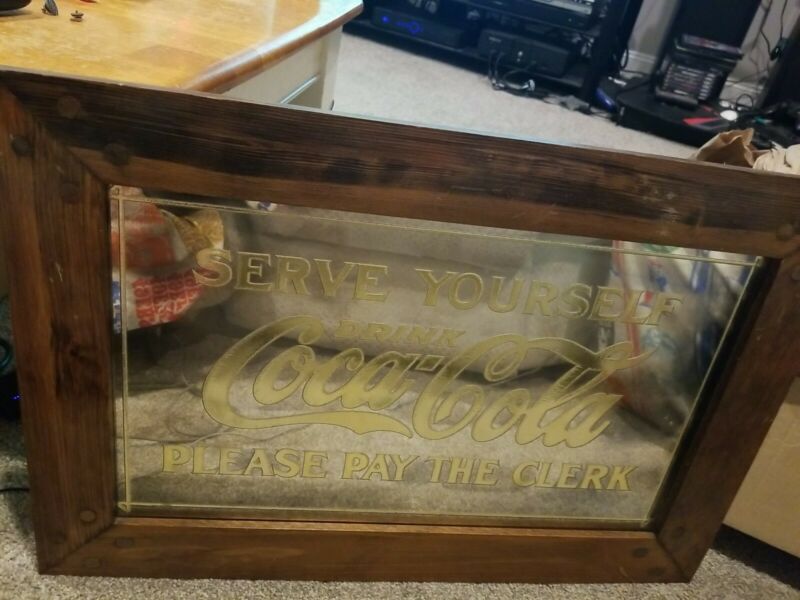 SERVE YOURSELF
DRINK
Coca-Cola
PLEASE PAY THE CLERK